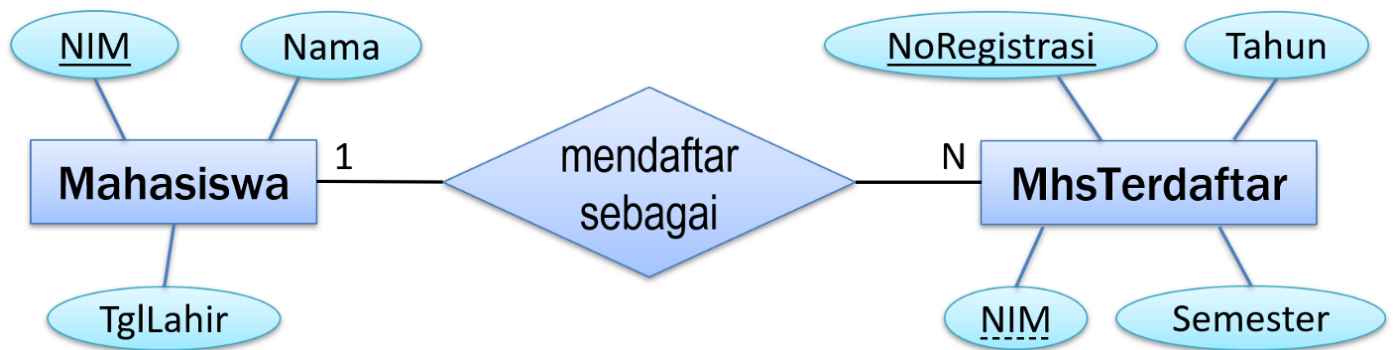 NIM
Nama
NoRegistrasi
Tahun
Mahasiswa
1
mendaftar
sebagai
N
MhsTerdaftar
TglLahir
NIM
Semester